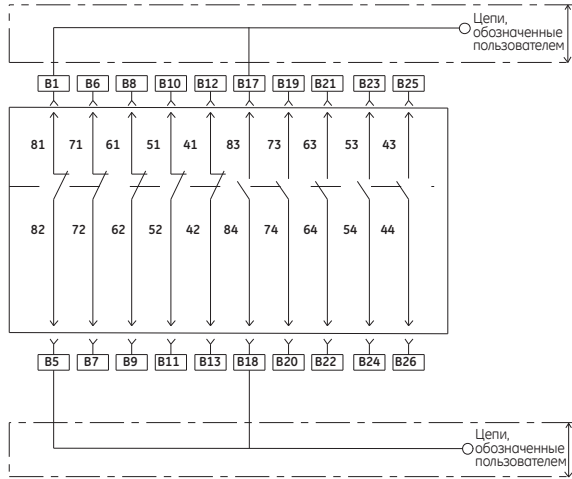 Цепи,
обозначенные
пользователем
B1 B6 B8 B10 B12 B17 B19 B21 B23 B25
81 71 61 51 41 83 73 63 53 43
82 72 62 52 42 84 74 64 54 44
B5 B7 B9 B11 B13 B18 B20 B22 B24 B26
Цепи,
обозначенные
пользователем